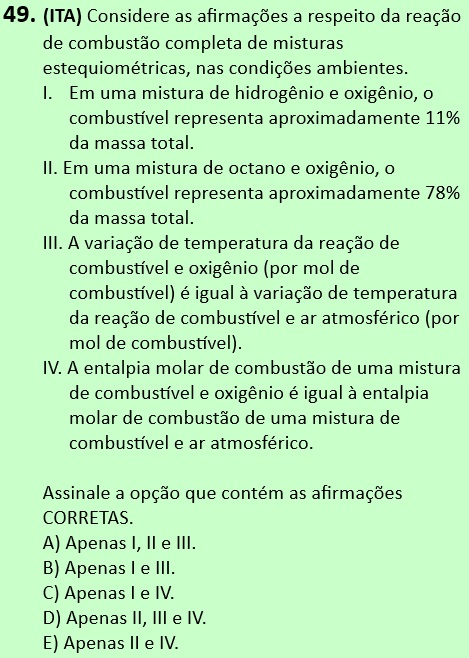 49. (ITA) Considere as afirmações a respeito da reação
de combustão completa de misturas
estequiométricas, nas condições ambientes.
I. Em uma mistura de hidrogênio e oxigênio, o
combustível representa aproximadamente 11%
da massa total.
II. Em uma mistura de octano e oxigênio, o
combustível representa aproximadamente 78%
da massa total.
III. A variação de temperatura da reação de
combustível e oxigênio (por mol de
combustível) é igual à variação de temperatura
da reação de combustível e ar atmosférico (por
mol de combustível).
IV. A entalpia molar de combustão de uma mistura
de combustível e oxigênio é igual à entalpia
molar de combustão de uma mistura de
combustível e ar atmosférico.
Assinale a opção que contém as afirmações
CORRETAS.
A) Apenas I, II e III.
B) Apenas I e III.
C) Apenas I e IV.
D) Apenas II, III e IV.
E) Apenas II e IV.